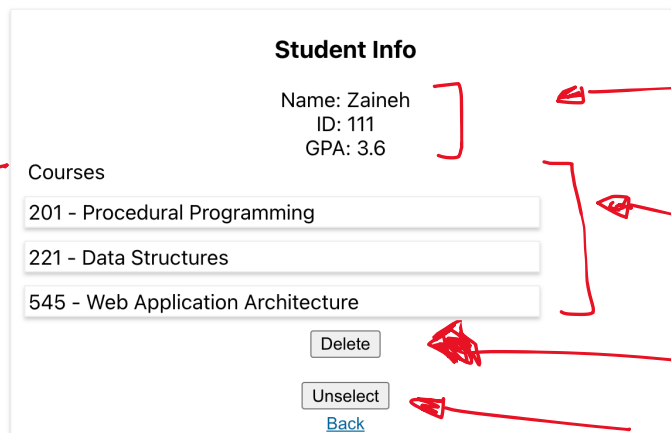 Student Info
Name: Zaineh
ID: 111
GPA: 3.6
Courses
201 - Procedural Programming
221 - Data Structures
545 - Web Application Architecture
Delete
Unselect
Back